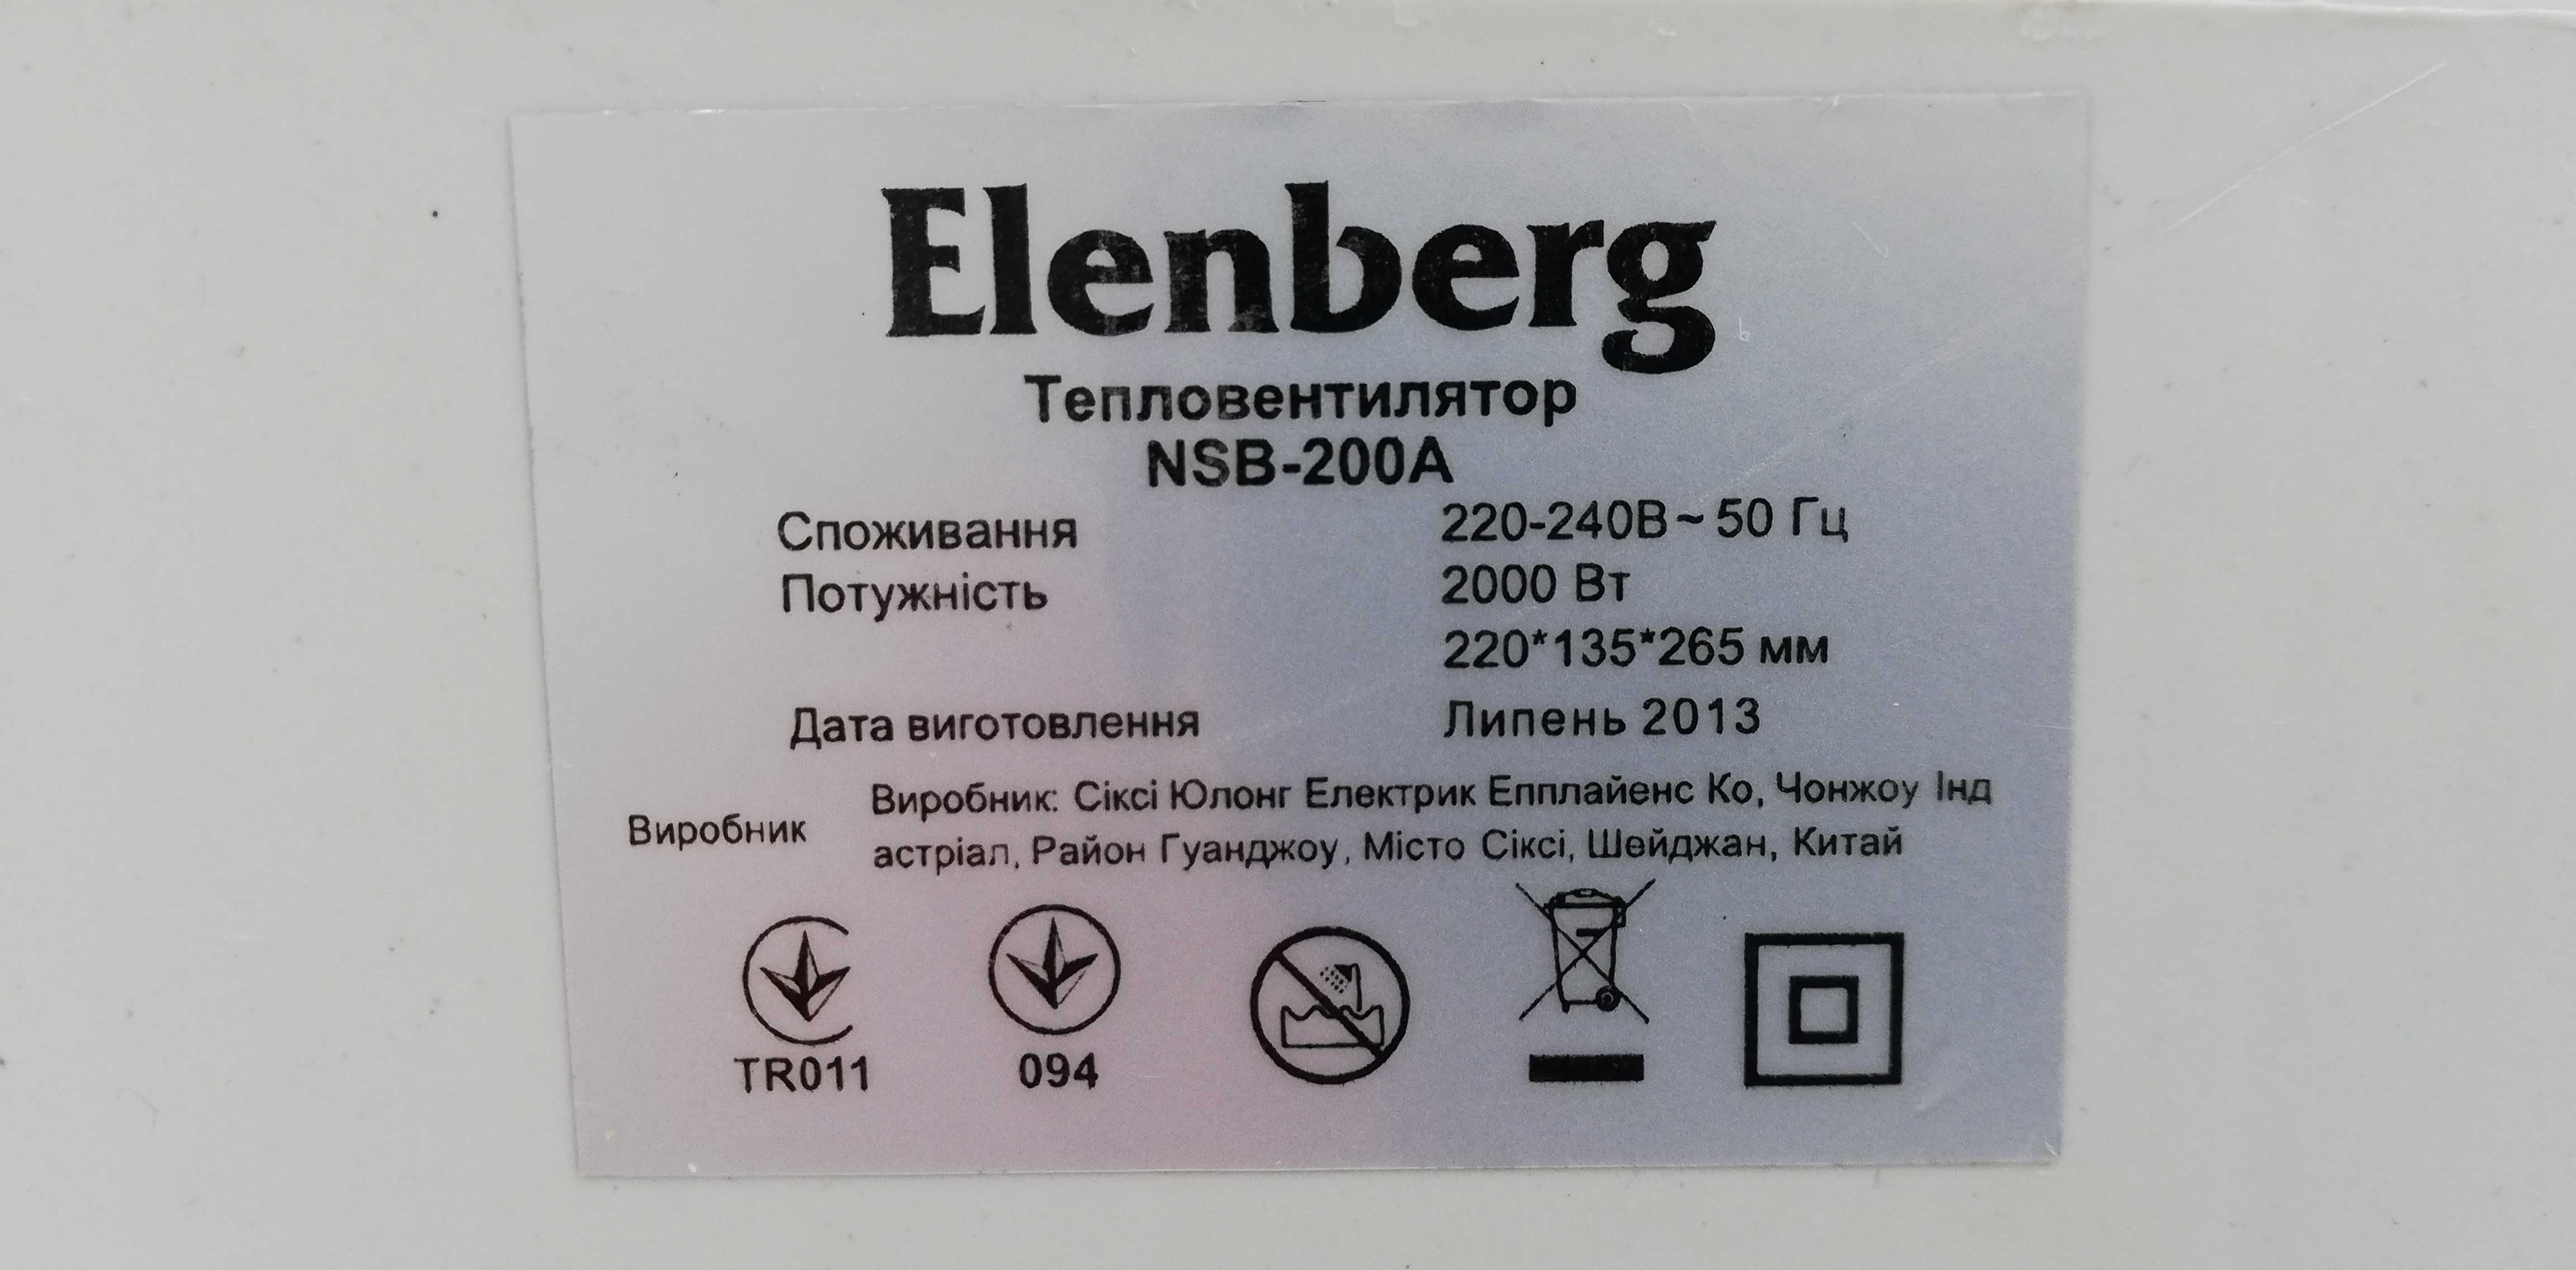 Elenberg
Тепловентилятор
NSB-200A
Споживання 220-240В ~ 50 Гц
Потужність 2000 Вт
220*135*265 мм
Дата виготовлення Липень 2013
Виробник
Виробник: Сіксі Юлонг Електрик Епплайенс Ко, Чонжоу Інд
астріал, Район Гуанджоу, Місто Сіксі, Шейджан, Китай
TR011 094